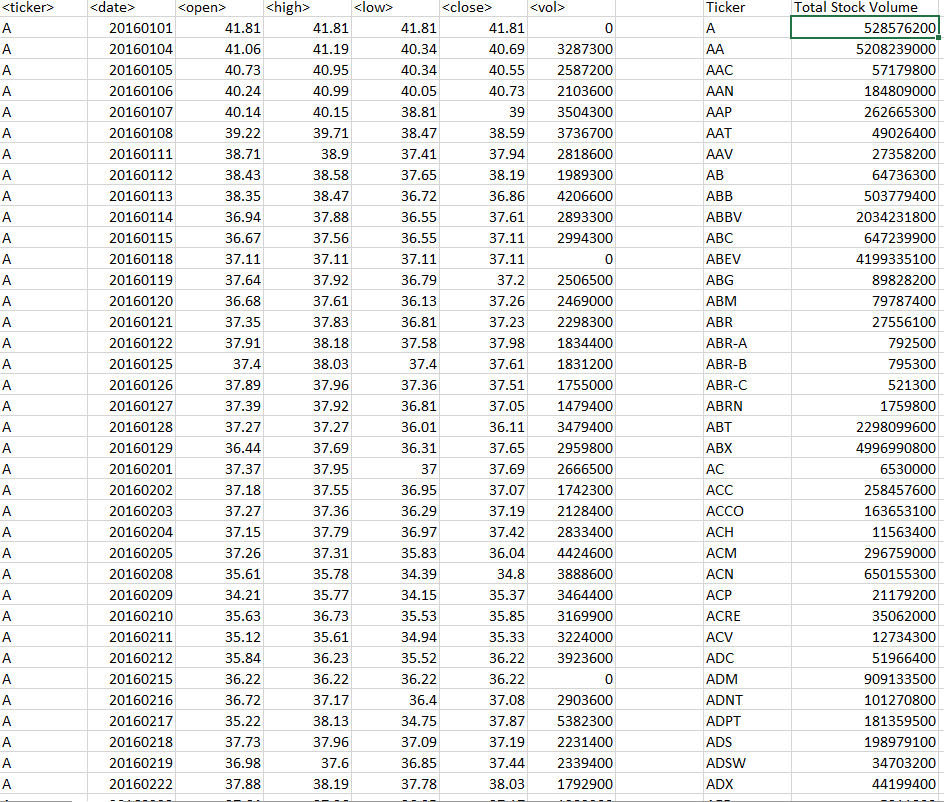 <ticker> <date> <open> <high> <low> <close> <vol> Ticker Total Stock Volume
A 20160101 41.81 41.81 41.81 41.81 0 A 528576200
A 20160104 41.06 41.19 40.34 40.69 3287300 AA 5208239000
A 20160105 40.73 40.95 40.34 40.55 2587200 AAC 57179800
A 20160106 40.24 40.99 40.05 40.73 2103600 AAN 184809000
A 20160107 40.14 40.15 38.81 39 3504300 AAP 262665300
A 20160108 39.22 39.71 38.47 38.59 3736700 AAT 49026400
A 20160111 38.71 38.9 37.41 37.94 2818600 AAV 27358200
A 20160112 38.43 38.58 37.65 38.19 1989300 AB 64736300
A 20160113 38.35 38.47 36.72 36.86 4206600 ABB 503779400
A 20160114 36.94 37.88 36.55 37.61 2893300 ABBV 2034231800
A 20160115 36.67 37.56 36.55 37.11 2994300 ABC 647239900
A 20160118 37.11 37.11 37.11 37.11 0 ABEV 4199335100
A 20160119 37.64 37.92 36.79 37.2 2506500 ABG 89828200
A 20160120 36.68 37.61 36.13 37.26 2469000 ABM 79787400
A 20160121 37.35 37.83 36.81 37.23 2298300 ABR 27556100
A 20160122 37.91 38.18 37.58 37.98 1834400 ABR-A 792500
A 20160125 37.4 38.03 37.4 37.61 1831200 ABR-B 795300
A 20160126 37.89 37.96 37.36 37.51 1755000 ABR-C 521300
A 20160127 37.39 37.92 36.81 37.05 1479400 ABRN 1759800
A 20160128 37.27 37.27 36.01 36.11 3479400 ABT 2298099600
A 20160129 36.44 37.69 36.31 37.65 2959800 ABX 4996990800
A 20160201 37.37 37.95 37 37.69 2666500 AC 6530000
A 20160202 37.18 37.55 36.95 37.07 1742300 ACC 258457600
A 20160203 37.27 37.36 36.29 37.19 2128400 ACCO 163653100
A 20160204 37.15 37.79 36.97 37.42 2833400 ACH 11563400
A 20160205 37.26 37.31 35.83 36.04 4424600 ACM 296759000
A 20160208 35.61 35.78 34.39 34.8 3888600 ACN 650155300
A 20160209 34.21 35.77 34.15 35.37 3464400 ACP 21179200
A 20160210 35.63 36.73 35.53 35.85 3169900 ACRE 35062000
A 20160211 35.12 35.61 34.94 35.33 3224000 ACV 12734300
A 20160212 35.84 36.23 35.52 36.22 3923600 ADC 51966400
A 20160215 36.22 36.22 36.22 36.22 0 ADM 909133500
A 20160216 36.72 37.17 36.4 37.08 2903600 ADNT 101270800
A 20160217 35.22 38.13 34.75 37.87 5382300 ADPT 181359500
A 20160218 37.73 37.96 37.09 37.19 2231400 ADS 198979100
A 20160219 36.98 37.6 36.85 37.44 2339400 ADSW 34703200
A 20160222 37.88 38.19 37.78 38.03 1792900 ADX 44199400